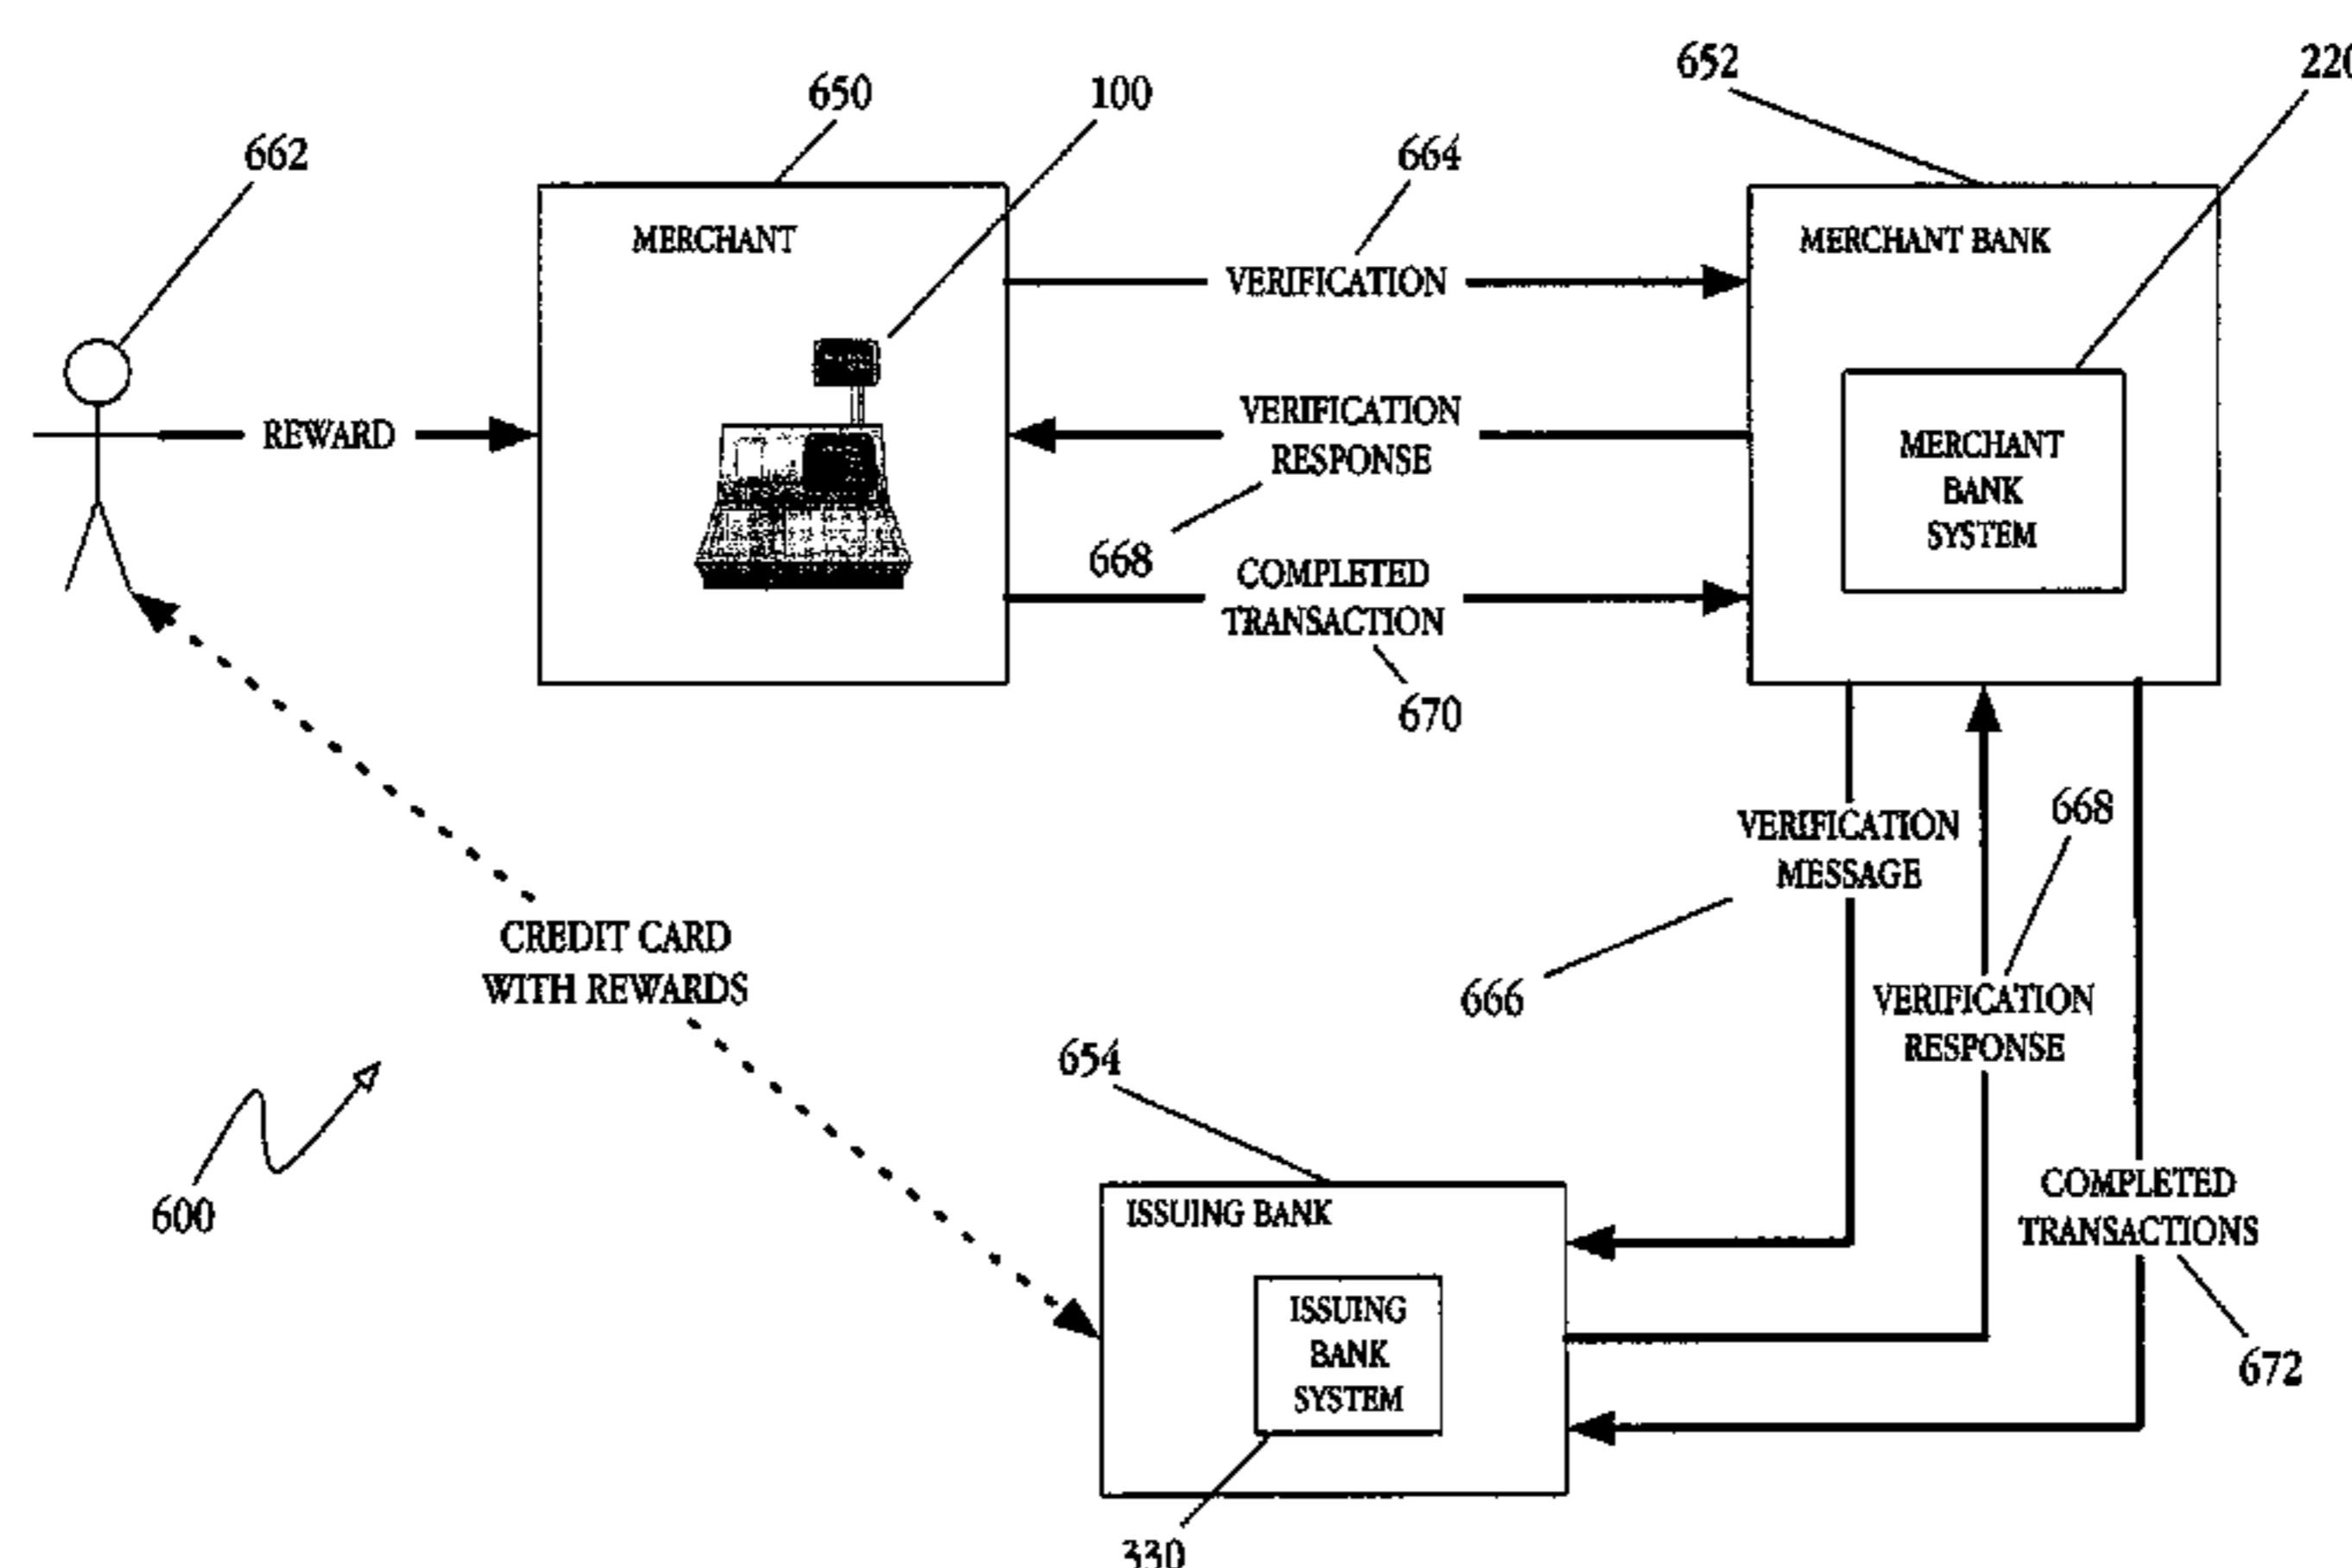 652
220
650
100
662
664
MERCHANT
MERCHANT BANK
VERIFICATION
REWARD
VERIFICATION
RESPONSE
MERCHANT
BANK
SYSTEM
668
COMPLETED
TRANSACTION
670
VERIFICATION
MESSAGE
668
CREDIT CARD
WITH REWARDS
666
VERIFICATION
RESPONSE
654
600
ISSUING BANK
COMPLETED
TRANSACTIONS
ISSUING
BANK
SYSTEM
672
330